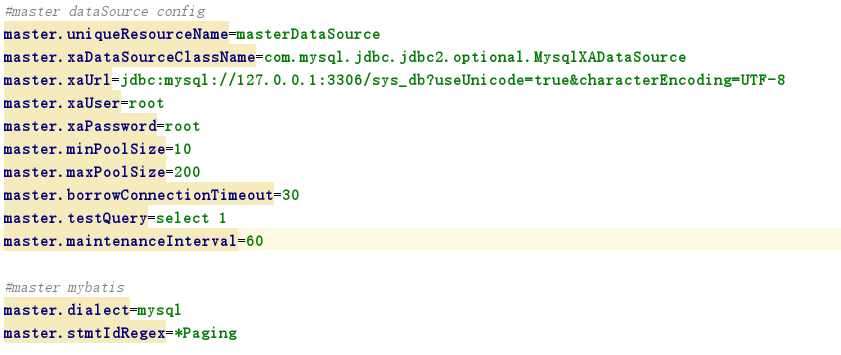 #master dataSource config
master.uniqueResourceName=masterDataSource
master.xaDataSourceClassName=com.mysql.jdbc.jdbc2.optional.MysqlXADataSource
master.xaUrl=jdbc:mysql://127.0.0.1:3306/sys_db?useUnicode=true&characterEncoding=UTF-8
master.xaUser=root
master.xaPassword=root
master.minPoolSize=10
master.maxPoolSize=200
master.borrowConnectionTimeout=30
master.testQuery=select 1
master.maintenanceInterval=60
#master mybatis
master.dialect=mysql
master.stmtIdRegex=*Paging